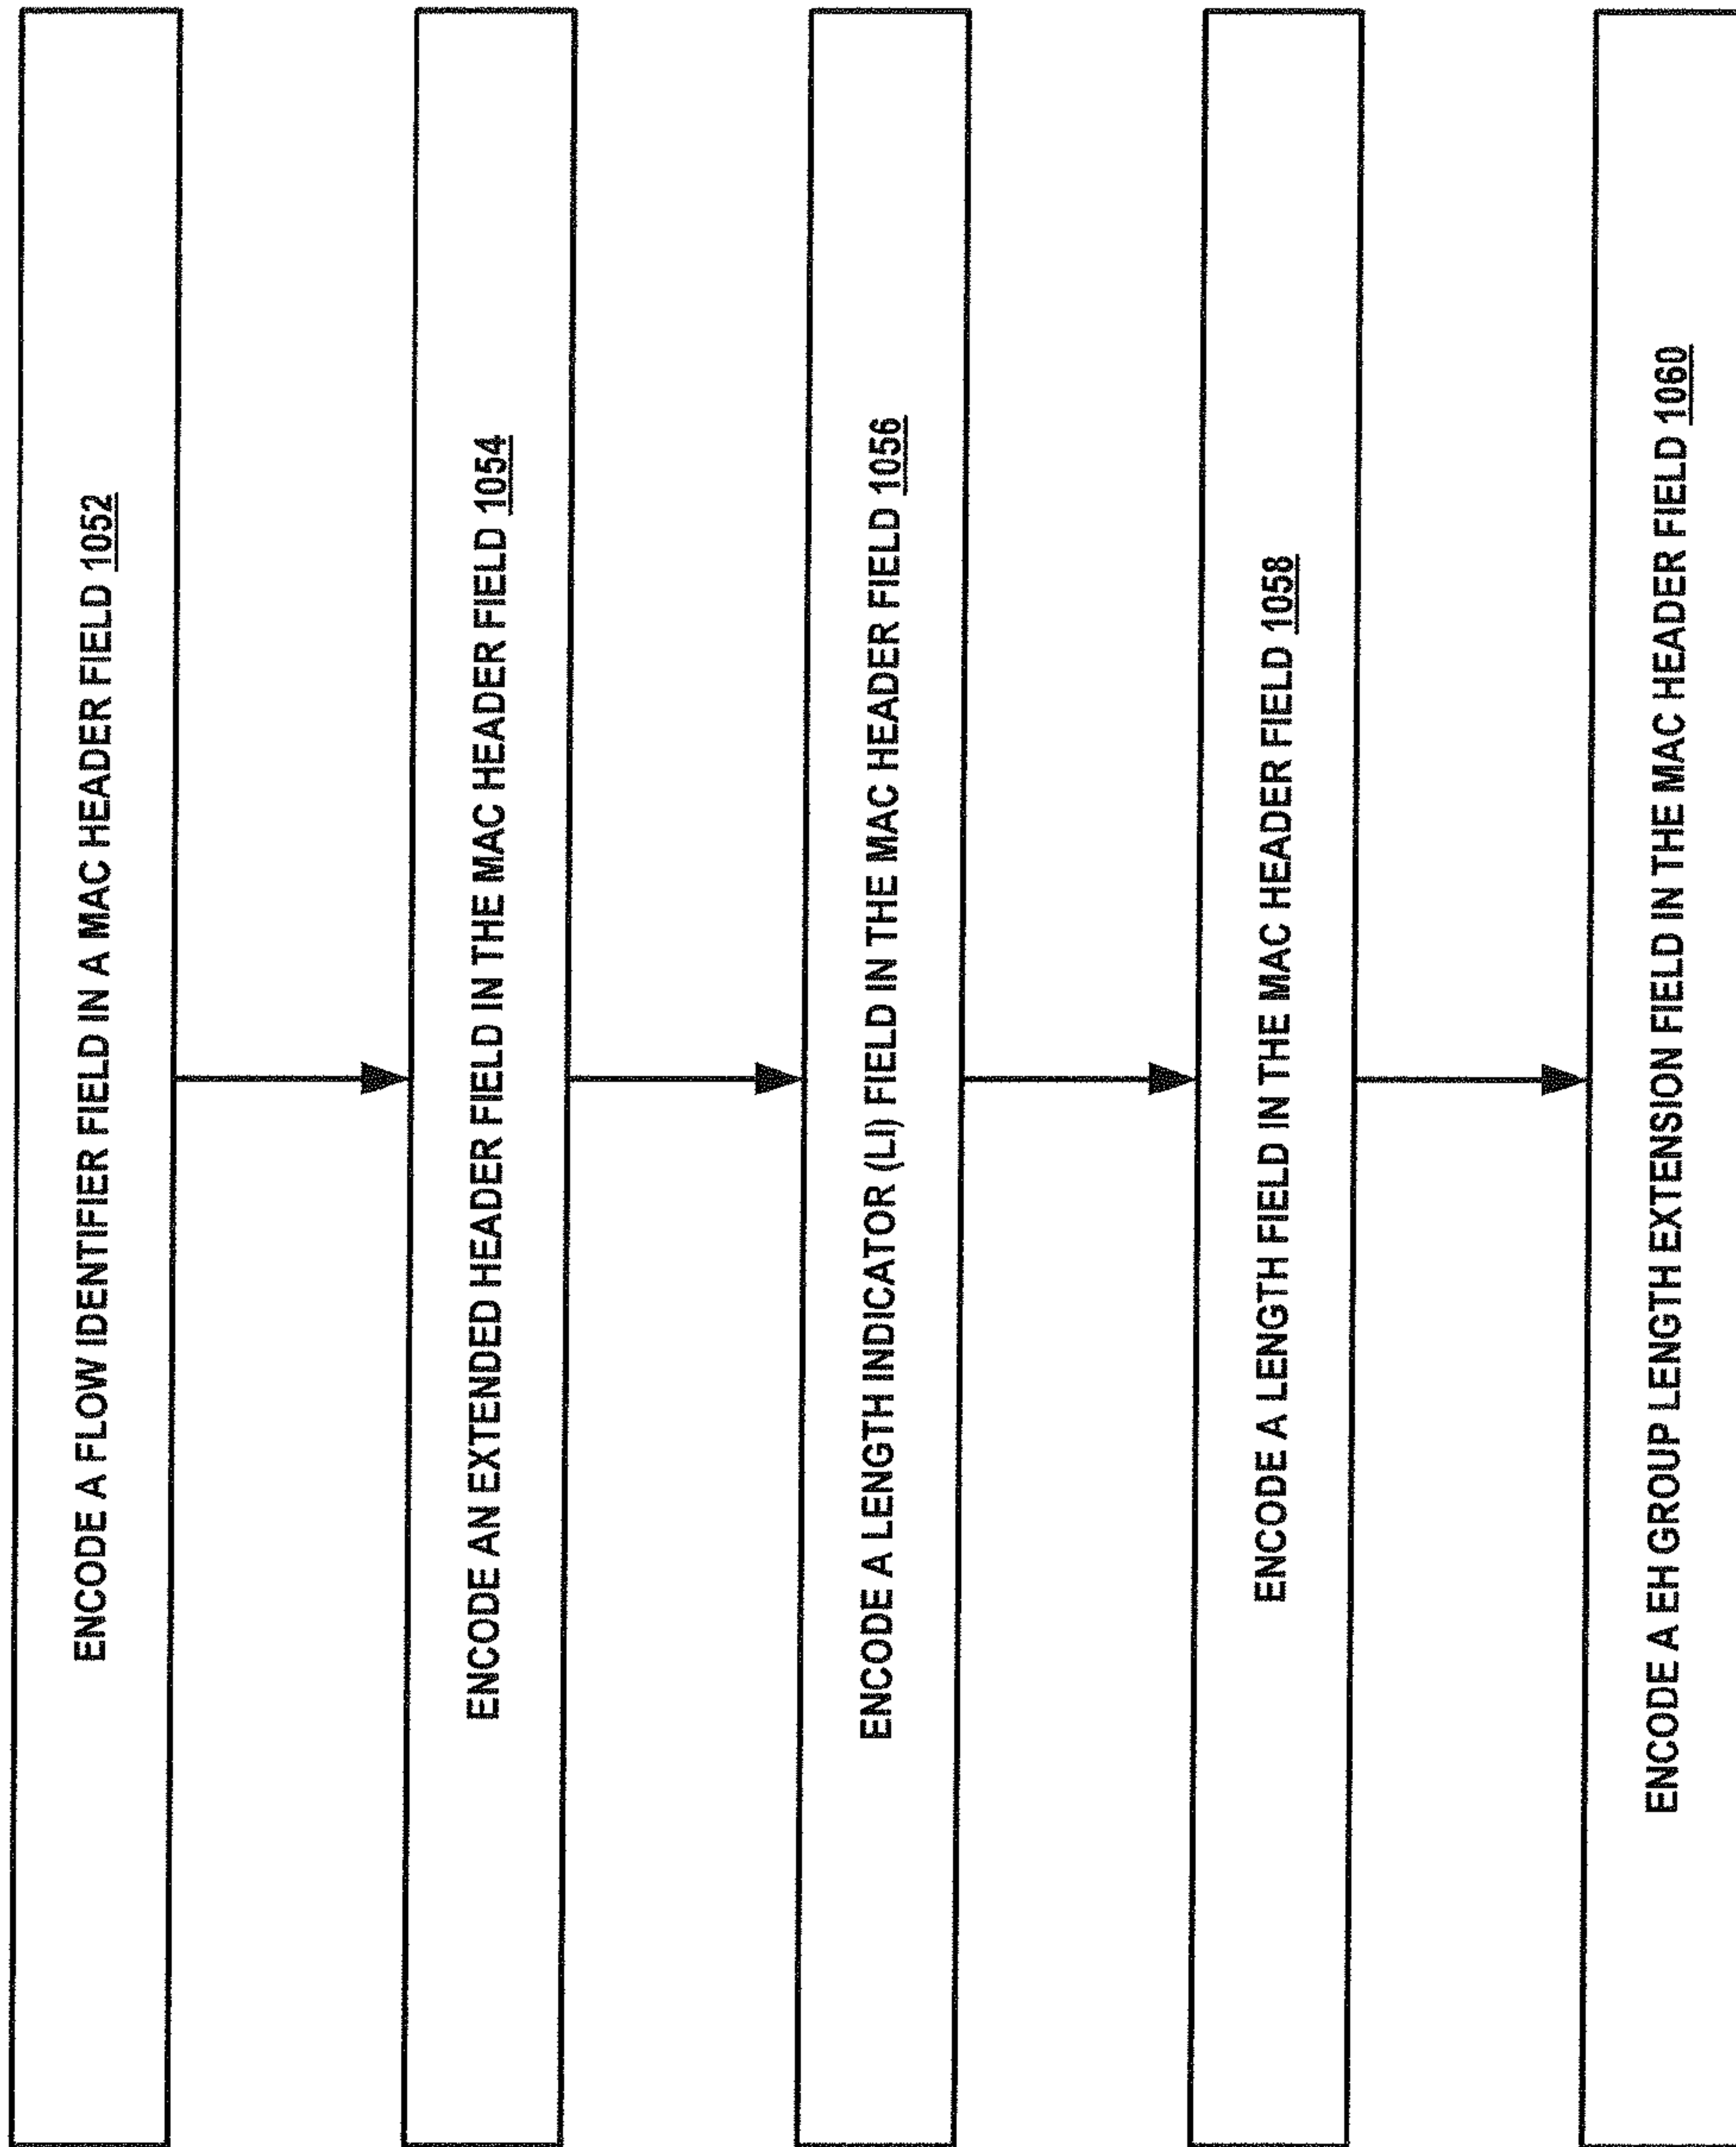 ENCODE A FLOW IDENTIFIER FIELD IN A MAC HEADER FIELD 1052
ENCODE AN EXTENDED HEADER FIELD IN THE MAC HEADER FIELD 1054
ENCODE A LENGTH INDICATOR (LI) FIELD IN THE MAC HEADER FIELD 1056
ENCODE A LENGTH FIELD IN THE MAC HEADER FIELD 1058
ENCODE A EH GROUP LENGTH EXTENSION FIELD IN THE MAC HEADER FIELD 1060